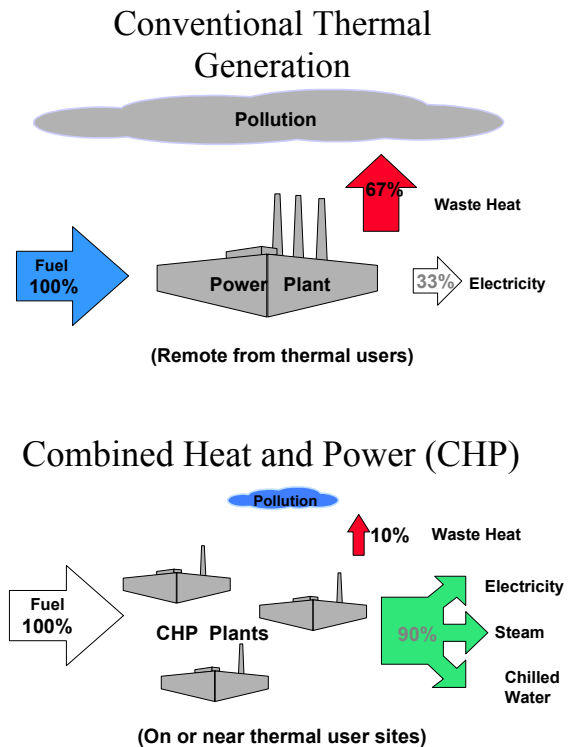 Conventional Thermal
Generation
Pollution
67%
Waste Heat
Fuel
100%
Power Plant
33%
Electricity
(Remote from thermal users)
Combined Heat and Power (CHP)
Pollution
10%
Waste Heat
Fuel
100%
CHP Plants
90%
Electricity
Steam
Chilled
Water
(On or near thermal user sites)